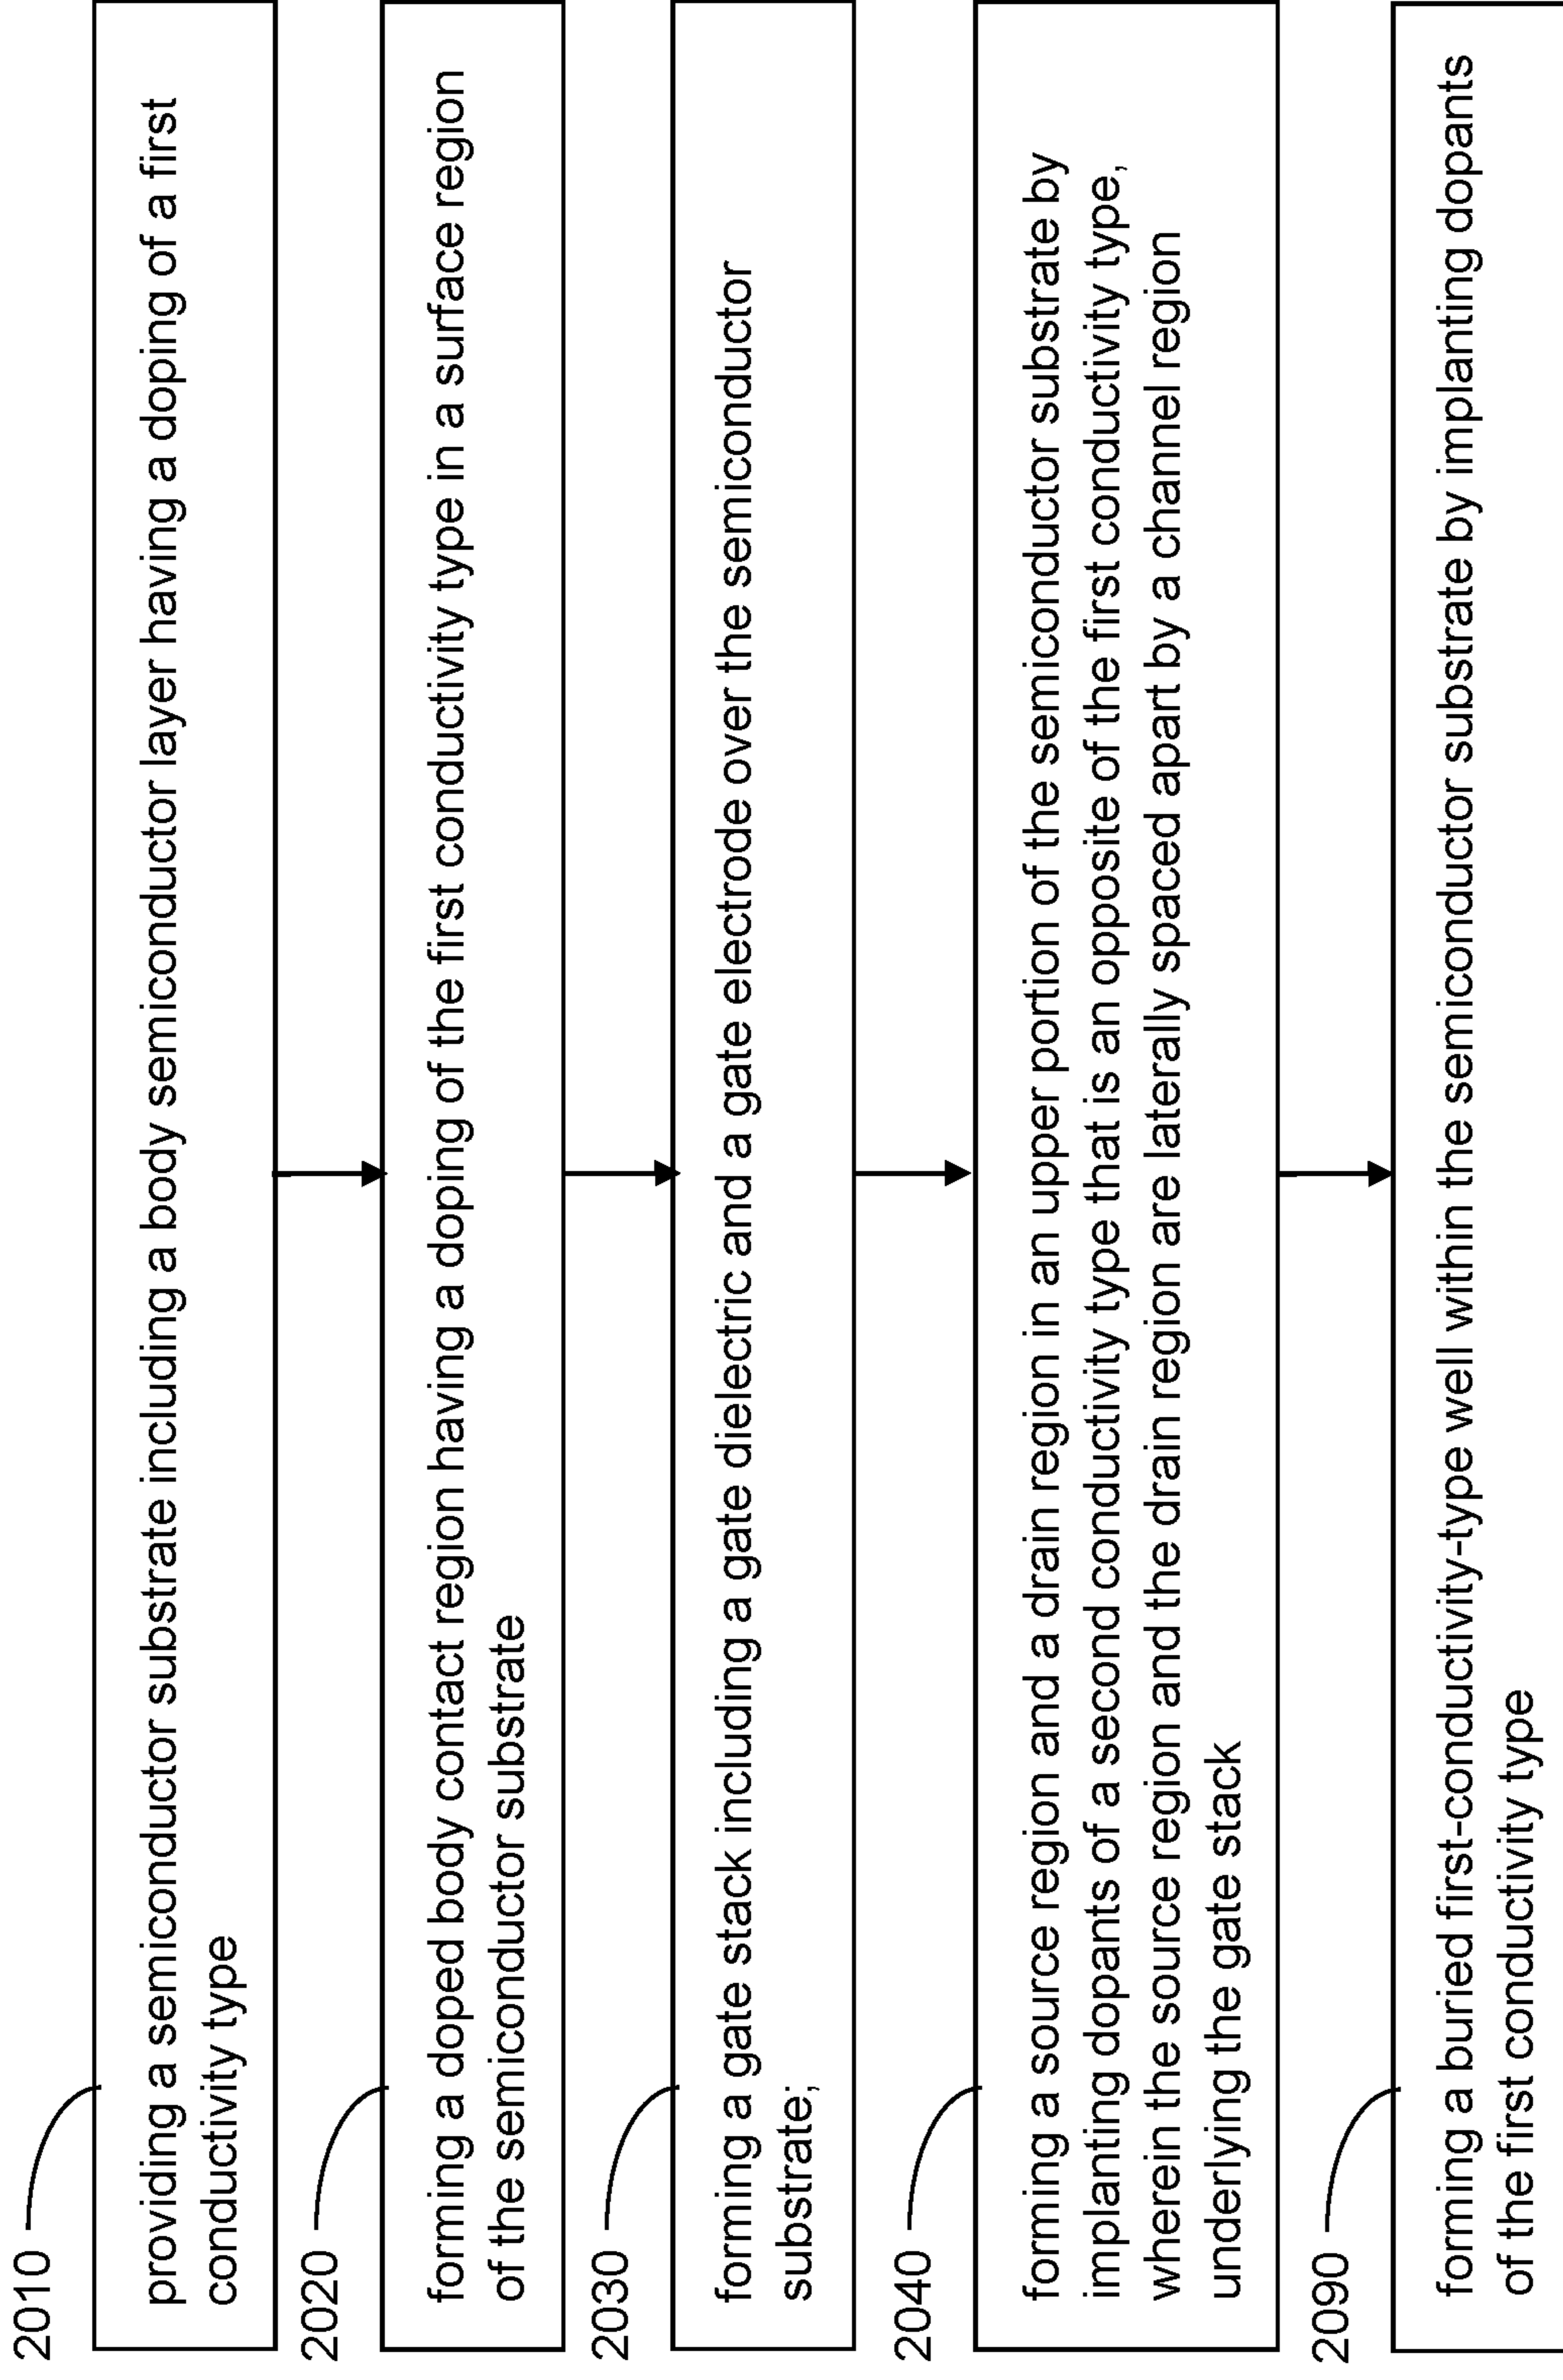 2010
providing a semiconductor substrate including a body semiconductor layer having a doping of a first
conductivity type
2020
forming a doped body contact region having a doping of the first conductivity type in a surface region
of the semiconductor substrate
2030
forming a gate stack including a gate dielectric and a gate electrode over the semiconductor
substrate;
2040
forming a source region and a drain region in an upper portion of the semiconductor substrate by
implanting dopants of a second conductivity type that is an opposite of the first conductivity type,
wherein the source region and the drain region are laterally spaced apart by a channel region
underlying the gate stack
2090
forming a buried first-conductivity-type well within the semiconductor substrate by implanting dopants
of the first conductivity type